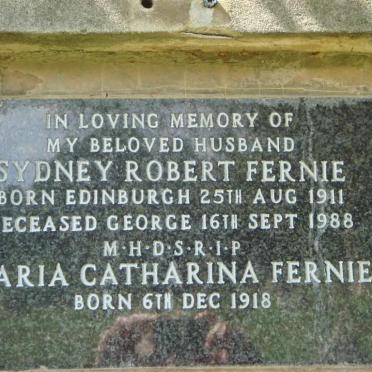 IN LOVING MEMORY OF
MY BELOVED HUSBAND
SYDNEY ROBERT FERNIE
BORN EDINBURGH 25TH AUG 1911
ECEASED GEORGE 16TH SEPT 1988
M·H·D·S·R·I·P
ARIA CATHARINA FERNIE
BORN 6TH DEC 1918